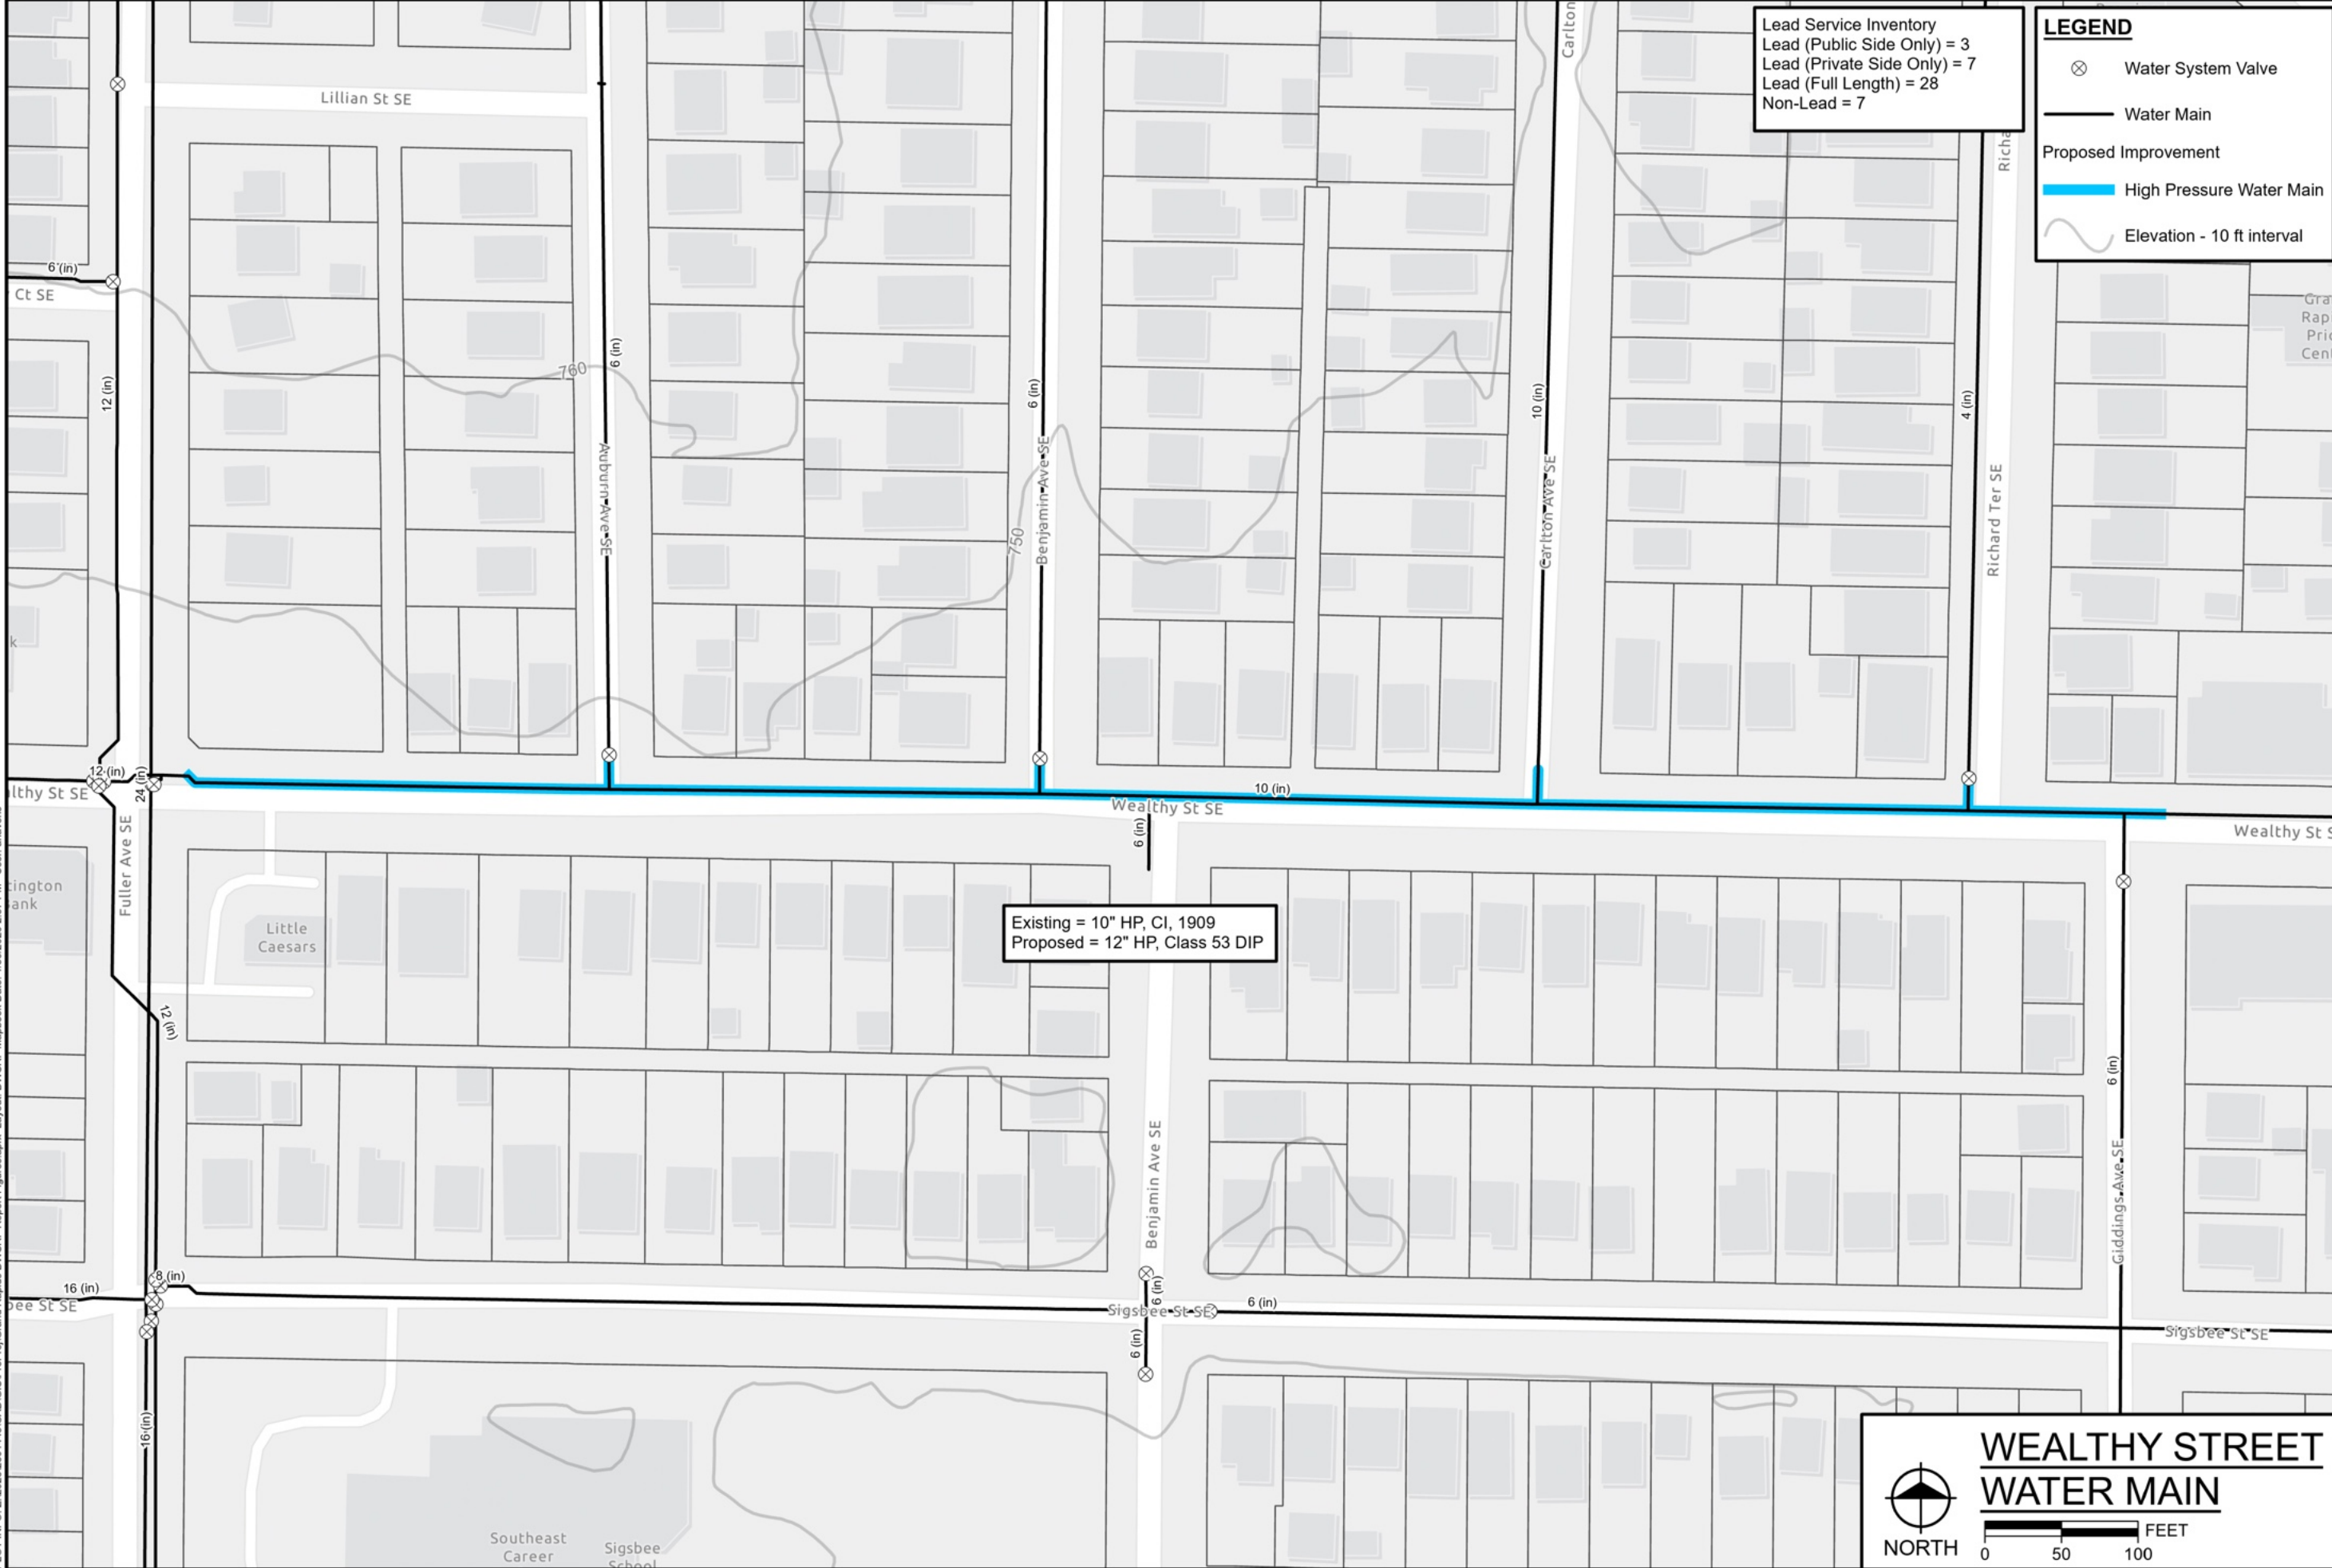 Lead Service Inventory
Lead (Public Side Only) = 3
Lead (Private Side Only) = 7
Lead (Full Length) = 28
Non-Lead = 7
LEGEND
Water System Valve
Water Main
Proposed Improvement
High Pressure Water Main
Elevation - 10 ft interval
Carlton
Lillian St SE
6 (in)
Ct SE
12 (in)
760
6 (in)
Auburn Ave SE
6 (in)
Benjamin Ave SE
750
10 (in)
Carlton Ave SE
4 (in)
Richard Ter SE
12 (in)
24 (in)
St SE
10 (in)
Wealthy St SE
6 (in)
Wealthy St
Fuller Ave SE
Little
Caesars
Existing = 10" HP, CI, 1909
Proposed = 12" HP, Class 53 DIP
12 (in)
6 (in)
Benjamin Ave SE
Giddings Ave SE
8 (in)
16 (in)
St SE
6 (in)
Sigsbee St SE
6 (in)
6 (in)
Sigsbee St SE
16 (in)
Southeast
Career
Sigsbee
School
WEALTHY STREET
WATER MAIN
NORTH
FEET
0 50 100